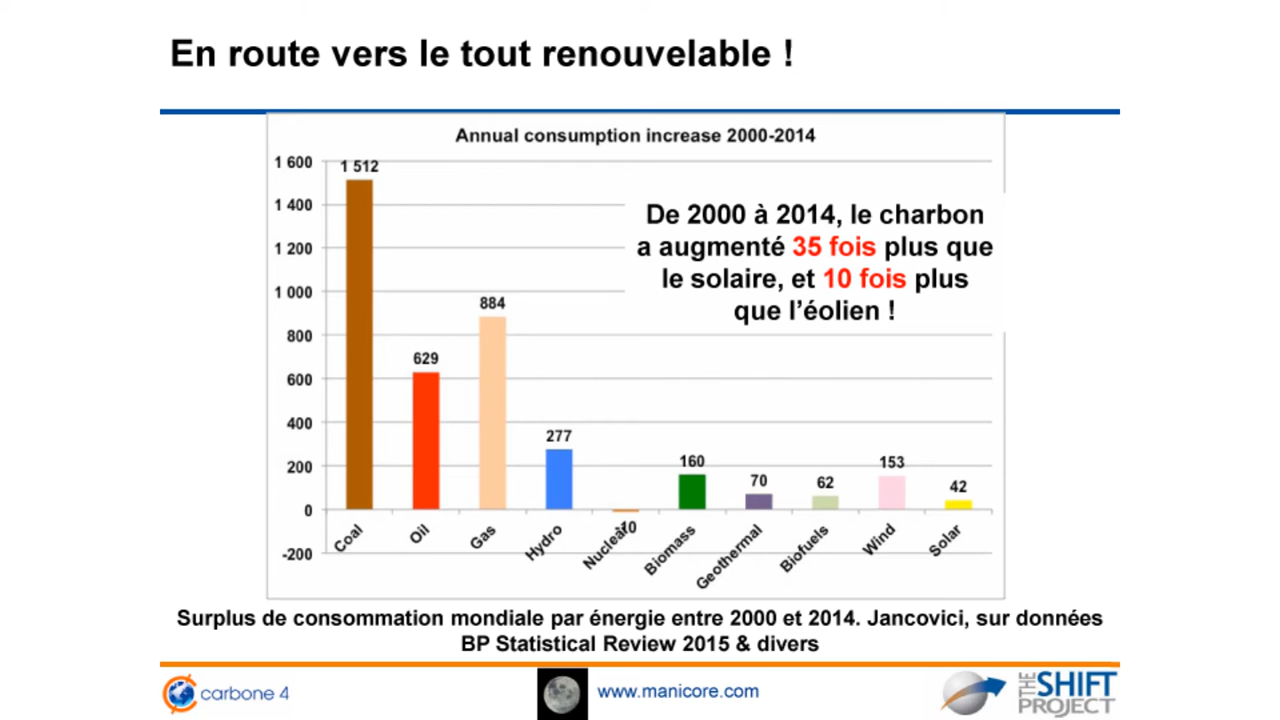 En route vers le tout renouvelable !
Annual consumption increase 2000-2014
1 600
1 400
1 200
1 000
800
600
400
200
0
-200
1 512
629
884
277
-10
160
70
62
153
42
Coal
Oil
Gas
Hydro
Nuclear
Biomass
Geothermal
Biofuels
Wind
Solar
De 2000 à 2014, le charbon
a augmenté 35 fois plus que
le solaire, et 10 fois plus
que l'éolien !
Surplus de consommation mondiale par énergie entre 2000 et 2014. Jancovici, sur données
BP Statistical Review 2015 & divers
carbone 4
www.manicore.com
THE SHIFT
PROJECT